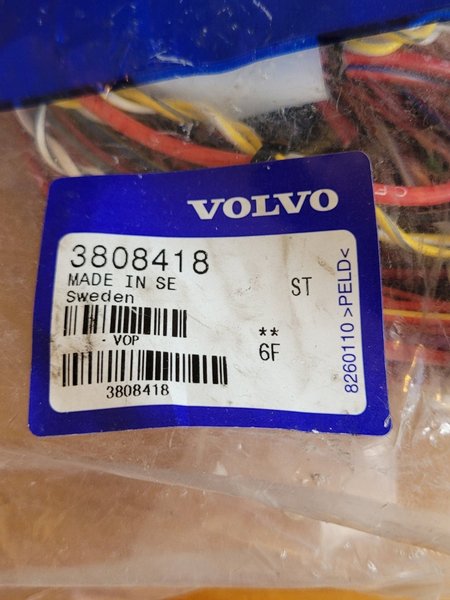 VOLVO
3808418
MADE IN SE
Sweden
ST
- VOP
**
6F
3808418
8260110 >PELD<